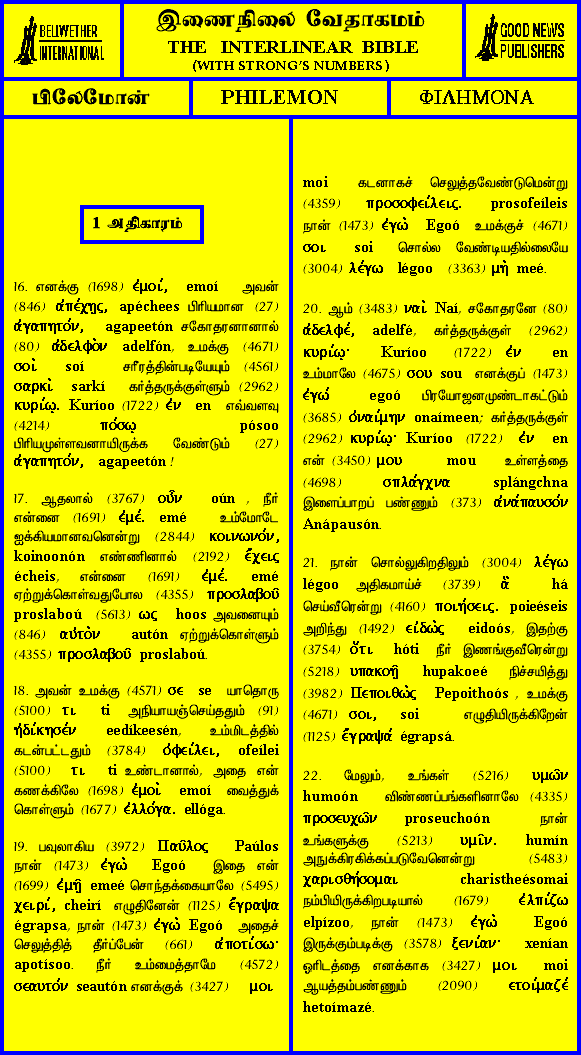 BELLWETHER
INTERNATIONAL
இணைநிலை வேதாகமம்
THE INTERLINEAR BIBLE
(WITH STRONG'S NUMBERS)
GOOD NEWS
PUBLISHERS
பிலேமோன்
PHILEMON
ΦΙΛΗΜΟΝΑ
1 அதிகாரம்
16. எனக்கு (1698) ἐμοί, emoí அவன்
(846) ἀπέχῃς, apéchees பிரியமான (27)
ἀγαπητόν, agapeetón சகோதரனானால்
(80) ἀδελφὸν adelfón, உமக்கு (4671)
σοὶ soí சரீரத்தின்படியேயும் (4561)
σαρκὶ sarkí கர்த்தருக்குள்ளும் (2962)
κυρίῳ. Kuríoo (1722) ἐν en எவ்வளவு
(4214) πόσῳ pósoo
பிரியமுள்ளவனாயிருக்க வேண்டும் (27)
ἀγαπητόν, agapeetón !
17. ஆதலால் (3767) οὖν oún , நீர்
என்னை (1691) ἐμέ. emé உம்மோடே
ஐக்கியமானவனென்று (2844) κοινωνόν,
koinoonón எண்ணினால் (2192) ἔχεις
écheis, என்னை (1691) ἐμέ. emé
ஏற்றுக்கொள்வதுபோல (4355) προσλαβοῦ
proslaboú (5613) ως hoos அவனையும்
(846) αὐτὸν autón ஏற்றுக்கொள்ளும்
(4355) προσλαβοῦ proslaboú.
18. அவன் உமக்கு (4571) σε se யாதொரு
(5100) τι ti அநியாயஞ்செய்ததும் (91)
ἠδίκησέν eedikeesén, உம்மிடத்தில்
கடன்பட்டதும் (3784) ὀφείλει, ofeílei
(5100) τι ti உண்டானால், அதை என்
கணக்கிலே (1698) ἐμοὶ emoí வைத்துக்
கொள்ளும் (1677) ἐλλόγα. ellóga.
19. பவுலாகிய (3972) Παῦλος Paúlos
நான் (1473) ἐγὼ Egoó இதை என்
(1699) ἐμῇ emeé சொந்தக்கையாலே (5495)
χειρί, cheirí எழுதினேன் (1125) ἔγραψα
égrapsa, நான் (1473) ἐγὼ Egoó அதைச்
செலுத்தித் தீர்ப்பேன் (661) ἀποτίσω·
apotísoo. நீர் உம்மைத்தாமே (4572)
σεαυτόν seautón எனக்குக் (3427) μοι
moi கடனாகச் செலுத்தவேண்டுமென்று
(4359) προσοφείλεις. prosofeíleis
நான் (1473) ἐγὼ Egoó உமக்குச் (4671)
σοι soi சொல்ல வேண்டியதில்லையே
(3004) λέγω légoo (3363) μὴ meé.
20. ஆம் (3483) ναὶ Naí, சகோதரனே (80)
ἀδελφέ, adelfé, கர்த்தருக்குள் (2962)
κυρίῳ· Kuríoo (1722) ἐν en
உம்மாலே (4675) σου sou எனக்குப் (1473)
ἐγώ egoó பிரயோஜனமுண்டாகட்டும்
(3685) ὀναίμην onaímeen; கர்த்தருக்குள்
(2962) κυρίῳ· Kuríoo (1722) ἐν en
என் (3450) μου mou உள்ளத்தை
(4698) σπλάγχνα splángchna
இளைப்பாறப் பண்ணும் (373) ἀνάπαυσόν
Anápausón.
21. நான் சொல்லுகிறதிலும் (3004) λέγω
légoo அதிகமாய்ச் (3739) ἃ há
செய்வீரென்று (4160) ποιήσεις. poieéseis
அறிந்து (1492) εἰδὼς eidoós, இதற்கு
(3754) ὅτι hóti நீர் இணங்குவீரென்று
(5218) υπακοῇ hupakoeé நிச்சயித்து
(3982) Πεποιθὼς Pepoithoós , உமக்கு
(4671) σοι, soi எழுதியிருக்கிறேன்
(1125) ἔγραψά égrapsá.
22. மேலும், உங்கள் (5216) υμῶν
humoón விண்ணப்பங்களினாலே (4335)
προσευχῶν proseuchoón நான்
உங்களுக்கு (5213) υμῖν. humín
அநுக்கிரகிக்கப்படுவேனென்று (5483)
χαρισθήσομαι charistheésomai
நம்பியிருக்கிறபடியால் (1679) ἐλπίζω
elpízoo, நான் (1473) ἐγὼ Egoó
இருக்கும்படிக்கு (3578) ξενίαν· xenían
ஓரிடத்தை எனக்காக (3427) μοι moi
ஆயத்தம்பண்ணும் (2090) ετοίμαζέ
hetoímazé.